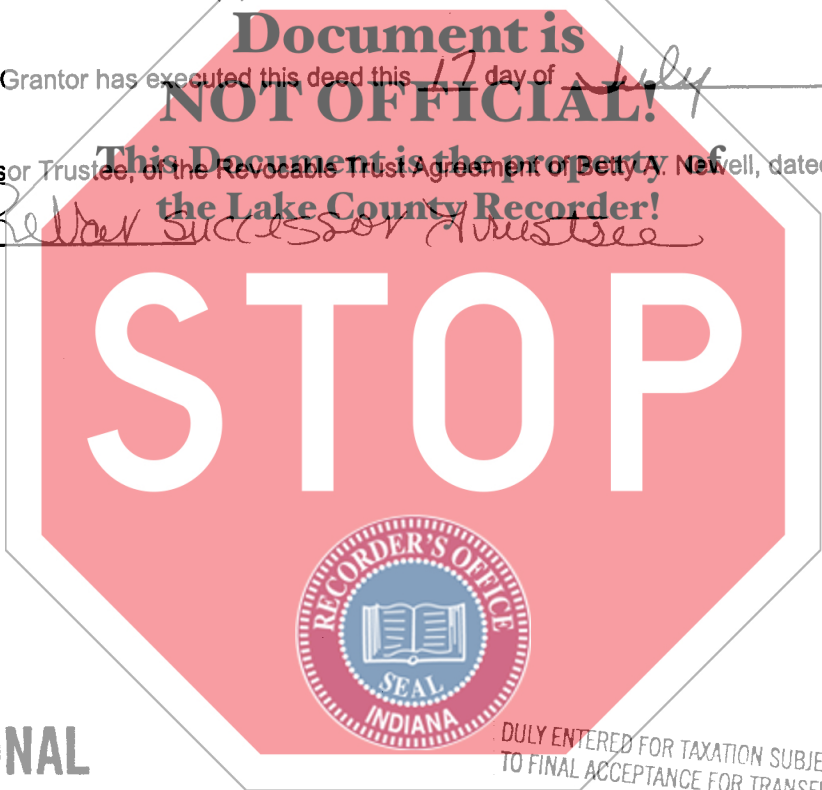 Document is
Grantor has executed this deed this 17 day of July
NOT OFFICIAL!
sor Trustee, of the Revocable Trust Agreement of Betty A. Newell, dated
This Document is the property of
the Lake County Recorder!
successor Trustee
STOP
RECORDER'S OFFICE
SEAL
INDIANA
NAL
DULY ENTERED FOR TAXATION SUBJE
TO FINAL ACCEPTANCE FOR TRANSFE